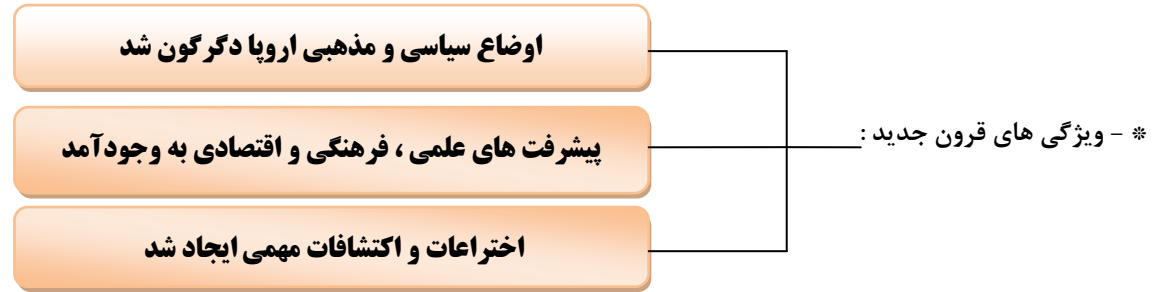 * - ویژگی های قرون جدید :
اوضاع سیاسی و مذهبی اروپا دگرگون شد
پیشرفت های علمی ، فرهنگی و اقتصادی به وجودآمد
اختراعات و اکتشافات مهمی ایجاد شد